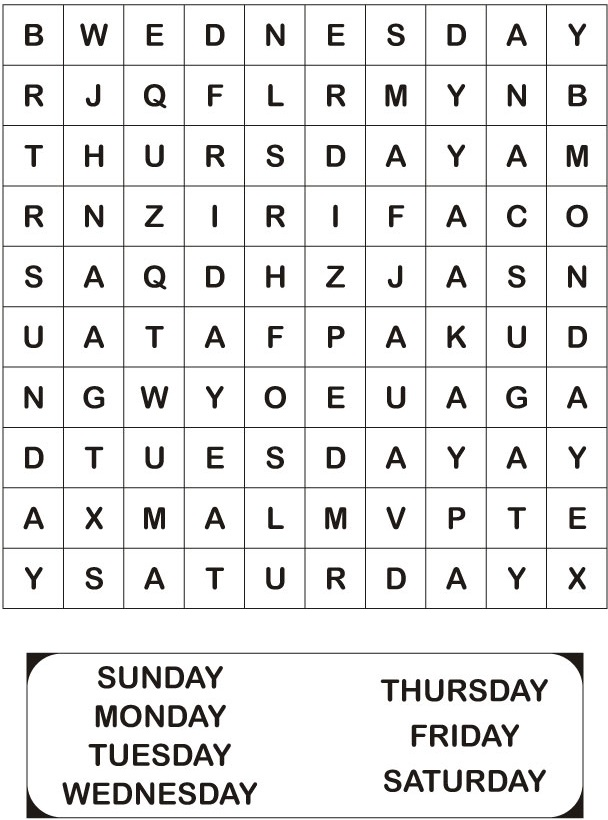 B W E D N E S D A Y
R J Q F L R M Y N B
T H U R S D A Y A M
R N Z I R I F A C O
S A Q D H Z J A S N
U A T A F P A K U D
N G W Y O E U A G A
D T U E S D A Y A Y
A X M A L M V P T E
Y S A T U R D A Y X
SUNDAY
MONDAY
TUESDAY
WEDNESDAY
THURSDAY
FRIDAY
SATURDAY